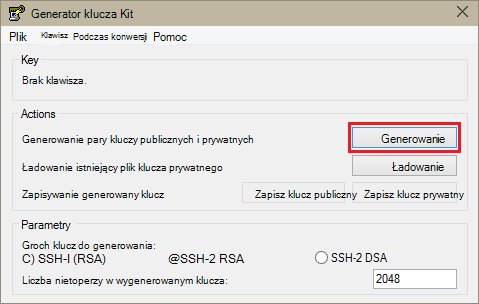 Generator klucza Kit
Plik Klawisz Podczas konwersji Pomoc
Key
Brak klawisza.
Actions
Generowanie pary kluczy publicznych i prywatnych Generowanie
Ładowanie istniejący plik klucza prywatnego Ładowanie
Zapisywanie generowany klucz Zapisz klucz publiczny Zapisz klucz prywatny
Parametry
Groch klucz do generowania:
C) SSH-I (RSA) @SSH-2 RSA SSH-2 DSA
Liczba nietoperzy w wygenerowanym klucza: 2048